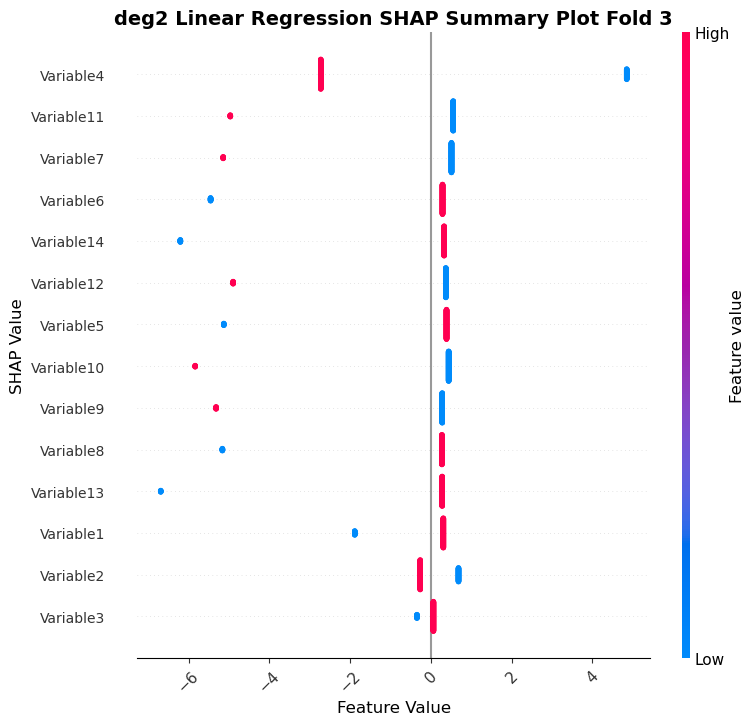 deg2 Linear Regression SHAP Summary Plot Fold 3
High
Variable4
Variable11
Variable7
Variable6
Variable14
Variable12
Variable5
Variable10
Variable9
Variable8
Variable13
Variable1
Variable2
Variable3
SHAP Value
Feature value
Low
−6 −4 −2 0 2 4
Feature Value